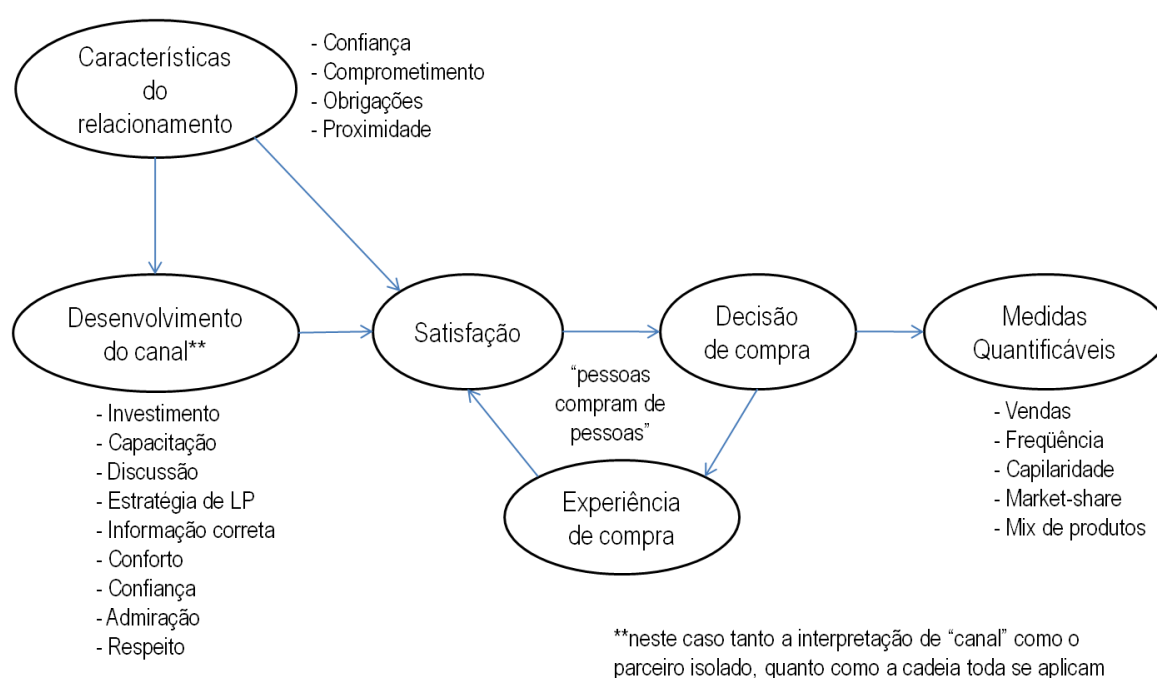 Características
do
relacionamento
- Confiança
- Comprometimento
- Obrigações
- Proximidade
Desenvolvimento
do canal**
Satisfação
Decisão
de compra
Medidas
Quantificáveis
"pessoas
compram de
pessoas"
- Investimento
- Capacitação
- Discussão
- Estratégia de LP
- Informação correta
- Conforto
- Confiança
- Admiração
- Respeito
Experiência
de compra
- Vendas
- Freqüência
- Capilaridade
- Market-share
- Mix de produtos
**neste caso tanto a interpretação de “canal” como o
parceiro isolado, quanto como a cadeia toda se aplicam